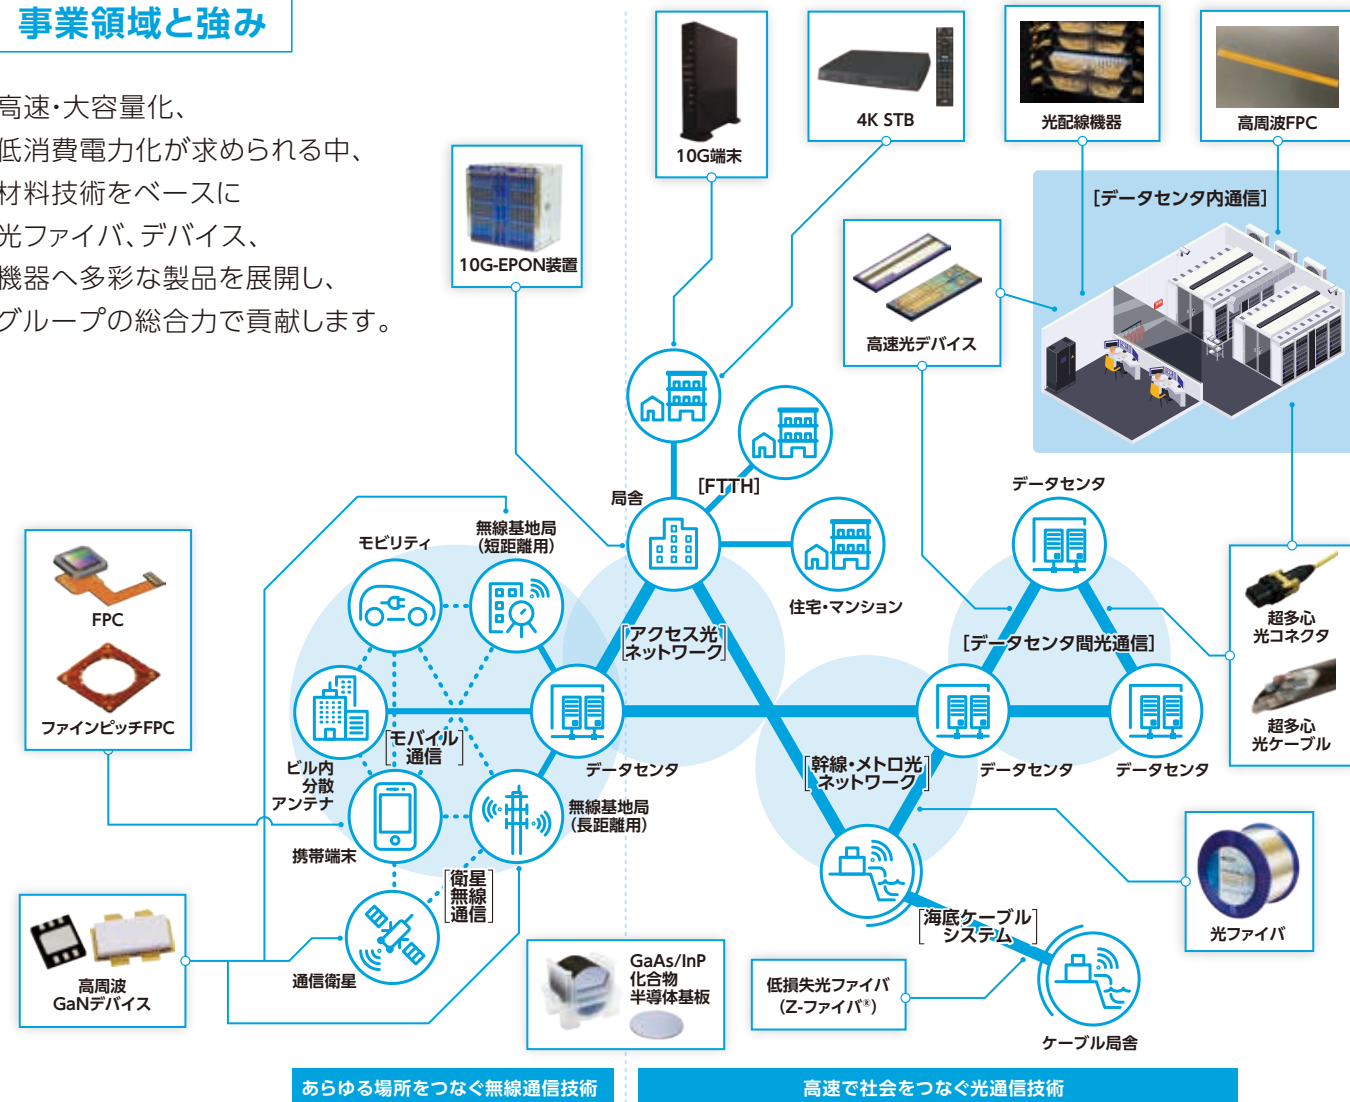 事業領域と強み
高速・大容量化、
低消費電力化が求められる中、
材料技術をベースに
光ファイバ、デバイス、
機器へ多彩な製品を展開し、
グループの総合力で貢献します。
10G端末
4K STB
光配線機器
高周波FPC
10G-EPON装置
[データセンタ内通信]
高速光デバイス
[FTTH]
局舎
データセンタ
無線基地局
(短距離用)
モビリティ
住宅・マンション
FPC
ファインピッチFPC
[アクセス光
ネットワーク]
[データセンタ間光通信]
超多心
光コネクタ
超多心
光ケーブル
[モバイル
通信]
ビル内
分散
アンテナ
データセンタ
[幹線・メトロ光
ネットワーク]
データセンタ
データセンタ
無線基地局
(長距離用)
携帯端末
[衛星
無線
通信]
通信衛星
高周波
GaNデバイス
GaAs/InP
化合物
半導体基板
[海底ケーブル
システム]
低損失光ファイバ
(Z-ファイバ®)
光ファイバ
ケーブル局舎
あらゆる場所をつなぐ無線通信技術
高速で社会をつなぐ光通信技術